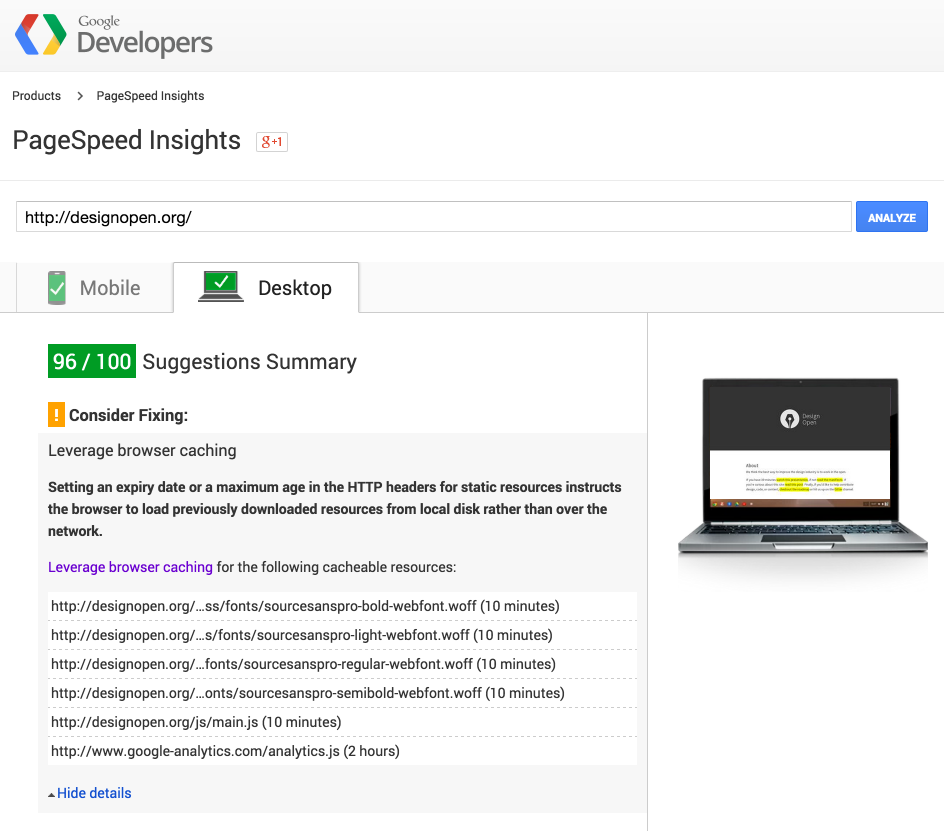 Google
Developers
Products > PageSpeed Insights
PageSpeed Insights
g+1
http://designopen.org/
ANALYZE
Mobile
Desktop
96 / 100 Suggestions Summary
! Consider Fixing:
Leverage browser caching
Setting an expiry date or a maximum age in the HTTP headers for static resources instructs
the browser to load previously downloaded resources from local disk rather than over the
network.
Leverage browser caching for the following cacheable resources:
http://designopen.org/…ss/fonts/sourcesanspro-bold-webfont.woff (10 minutes)
http://designopen.org/…s/fonts/sourcesanspro-light-webfont.woff (10 minutes)
http://designopen.org/…fonts/sourcesanspro-regular-webfont.woff (10 minutes)
http://designopen.org/…onts/sourcesanspro-semibold-webfont.woff (10 minutes)
http://designopen.org/js/main.js (10 minutes)
http://www.google-analytics.com/analytics.js (2 hours)
Hide details
Design
Open
About